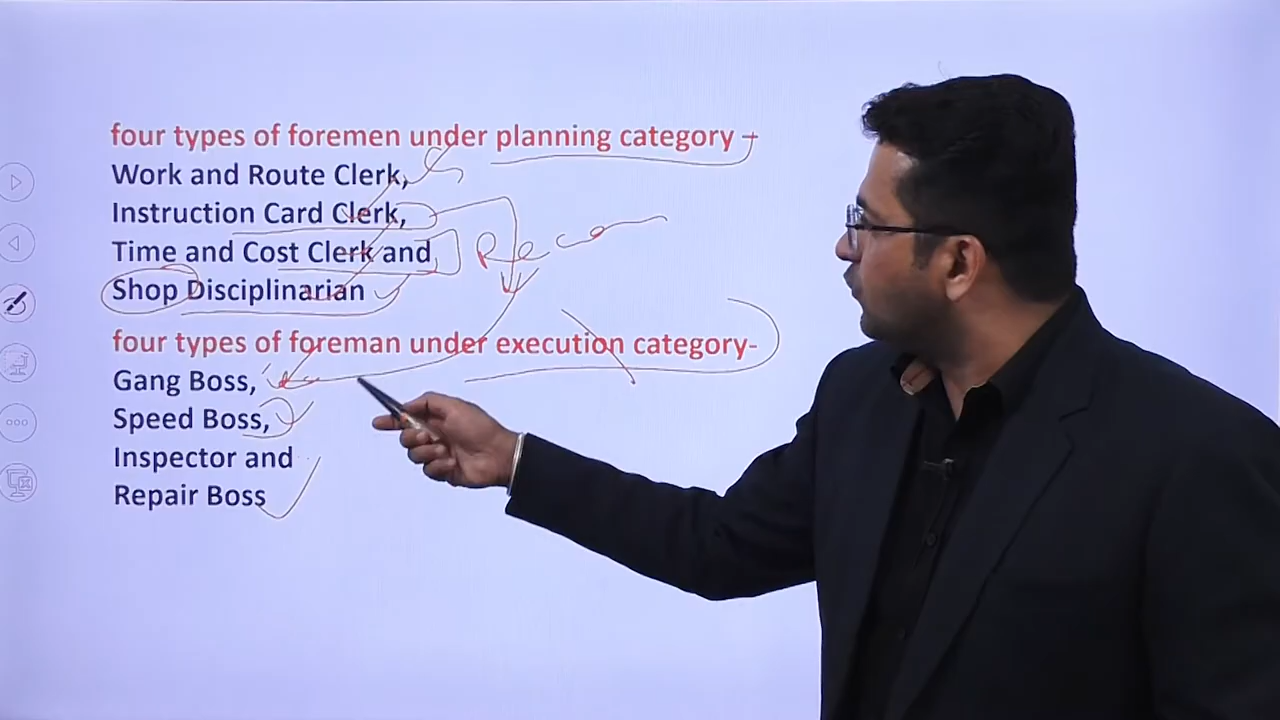 four types of foremen under planning category -
Work and Route Clerk,
Instruction Card Clerk,
Time and Cost Clerk and
Shop Disciplinarian
four types of foreman under execution category-
Gang Boss,
Speed Boss,
Inspector and
Repair Boss